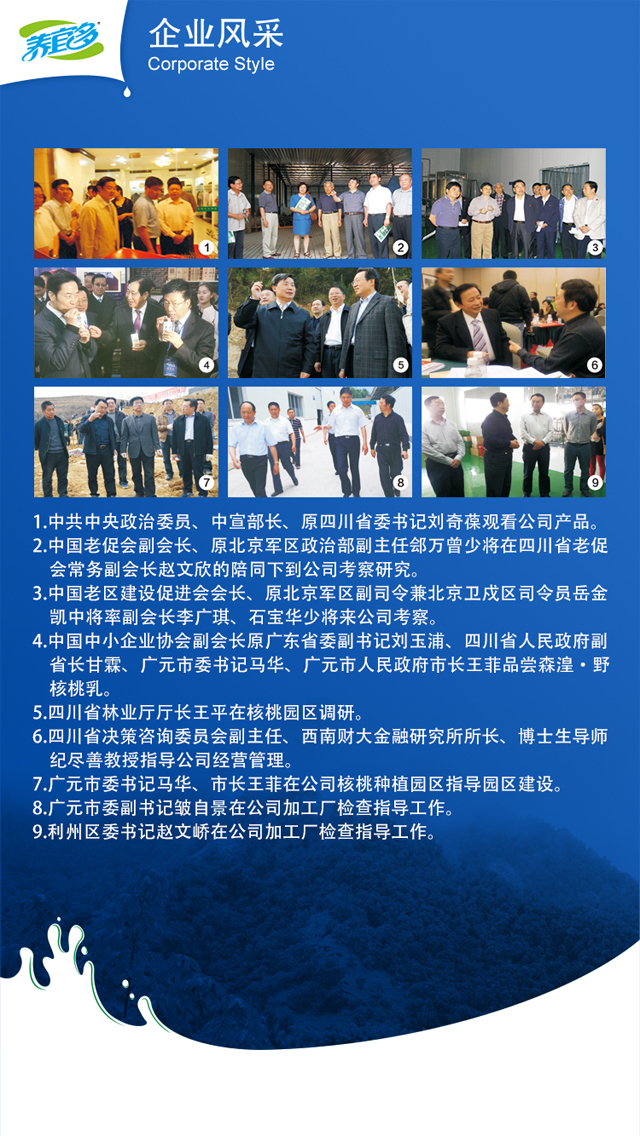 养宜多
企业风采
Corporate Style
1
2
3
4
5
6
7
8
9
1.中共中央政治委员、中宣部长、原四川省委书记刘奇葆观看公司产品。
2.中国老促会副会长、原北京军区政治部副主任郐万曾少将在四川省老促
会常务副会长赵文欣的陪同下到公司考察研究。
3.中国老区建设促进会会长、原北京军区副司令兼北京卫戍区司令员岳金
凯中将率副会长李广琪、石宝华少将来公司考察。
4.中国中小企业协会副会长原广东省委副书记刘玉浦、四川省人民政府副
省长甘霖、广元市委书记马华、广元市人民政府市长王菲品尝森湟·野
核桃乳。
5.四川省林业厅厅长王平在核桃园区调研。
6.四川省决策咨询委员会副主任、西南财大金融研究所所长、博士生导师
纪尽善教授指导公司经营管理。
7.广元市委书记马华、市长王菲在公司核桃种植园区指导园区建设。
8.广元市委副书记皱自景在公司加工厂检查指导工作。
9.利州区委书记赵文峤在公司加工厂检查指导工作。